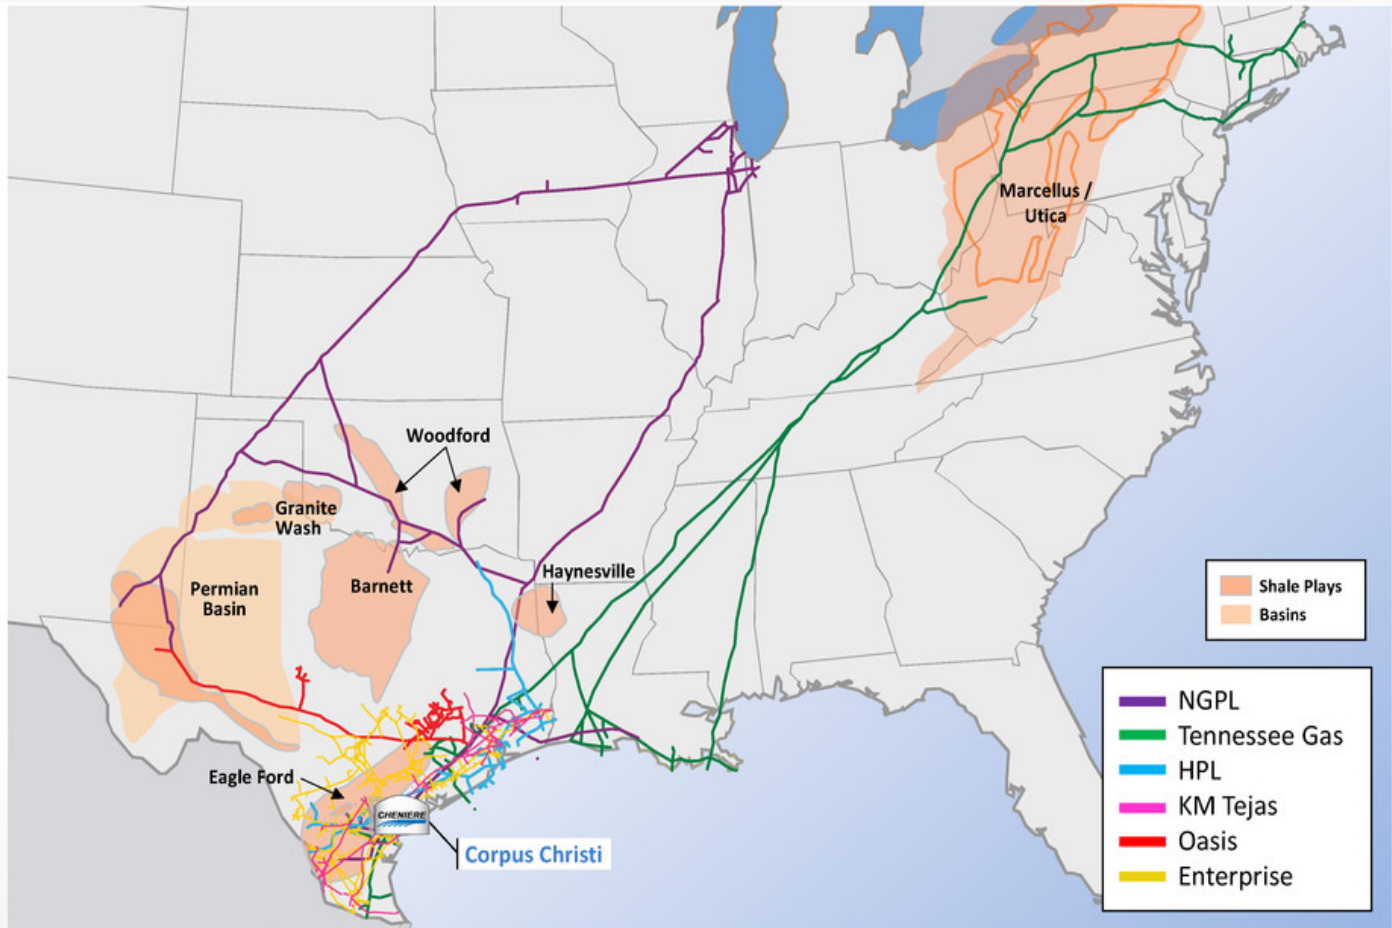 Marcellus /
Utica
Woodford
Granite
Wash
Haynesville
Permian
Basin
Barnett
Shale Plays
Basins
NGPL
Tennessee Gas
HPL
KM Tejas
Oasis
Enterprise
Eagle Ford
CHENIERE
Corpus Christi